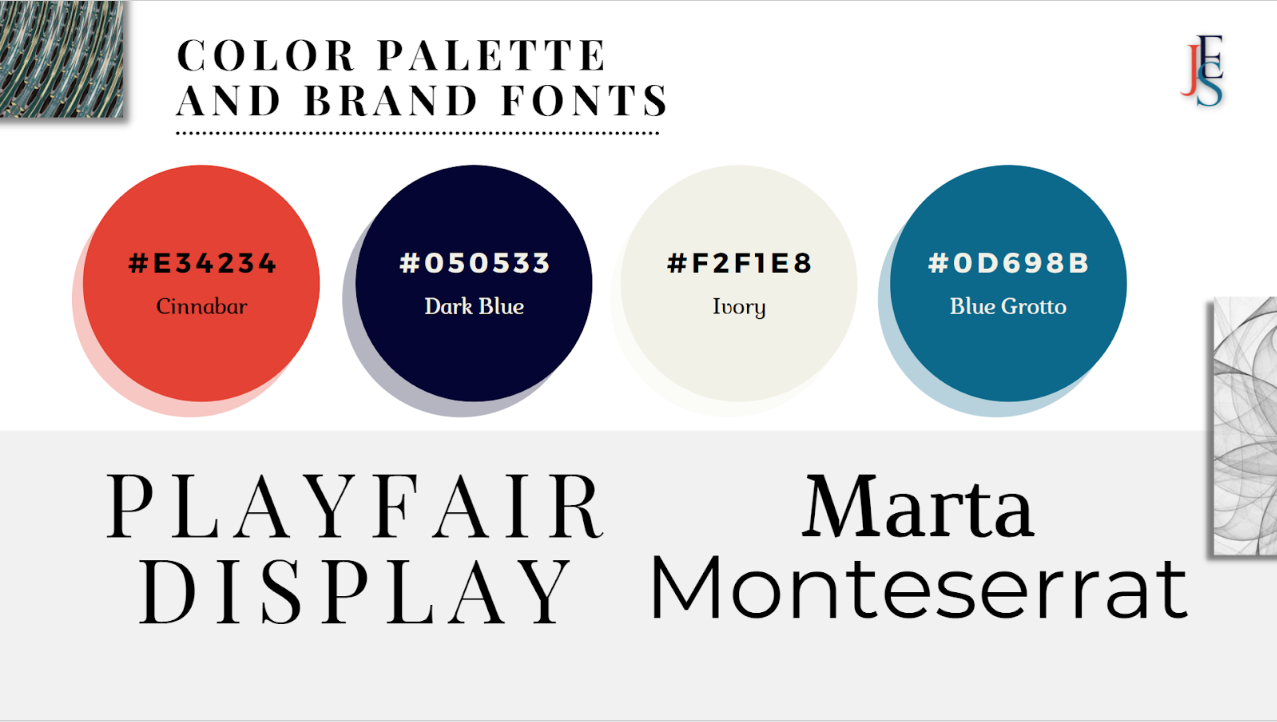 COLOR PALETTE
AND BRAND FONTS
JES
#E34234
Cinnabar
#050533
Dark Blue
#F2F1E8
Ivory
#0D698B
Blue Grotto
PLAYFAIR
DISPLAY
Marta
Monteserrat